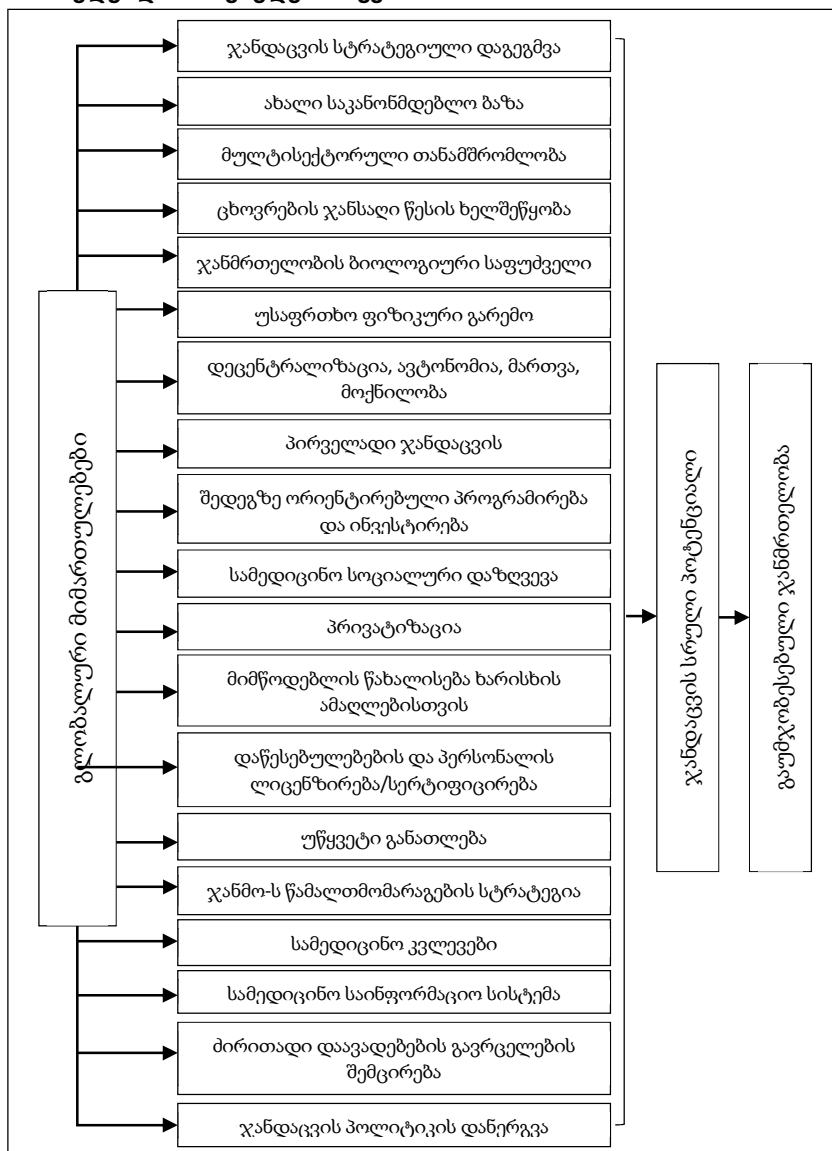 ჯანდაცვის სტრატეგიული დაგეგმვა
ახალი საკანონმდებლო ბაზა
მულტისექტორული თანამშრომლობა
ცხოვრების ჯანსაღი წესის ხელშეწყობა
ჯანმრთელობის ბიოლოგიური საფუძველი
უსაფრთხო ფიზიკური გარემო
დეცენტრალიზაცია, ავტონომია, მართვა,
მოქნილობა
პირველადი ჯანდაცვის
შედეგზე ორიენტირებული პროგრამირება
და ინვესტირება
სამედიცინო სოციალური დაზღვევა
პრივატიზაცია
მიმწოდებლის წახალისება ხარისხის
ამაღლებისთვის
დაწესებულებების და პერსონალის
ლიცენზირება/სერტიფიცირება
უწყვეტი განათლება
ჯანმო-ს წამალთმომარაგების სტრატეგია
სამედიცინო კვლევები
სამედიცინო საინფორმაციო სისტემა
ძირითადი დაავადებების გავრცელების
შემცირება
ჯანდაცვის პოლიტიკის დანერგვა
გლობალური მიმართულებები
ჯანდაცვის სრული პოტენციალი
გაუმჯობესებული ჯანმრთელობა